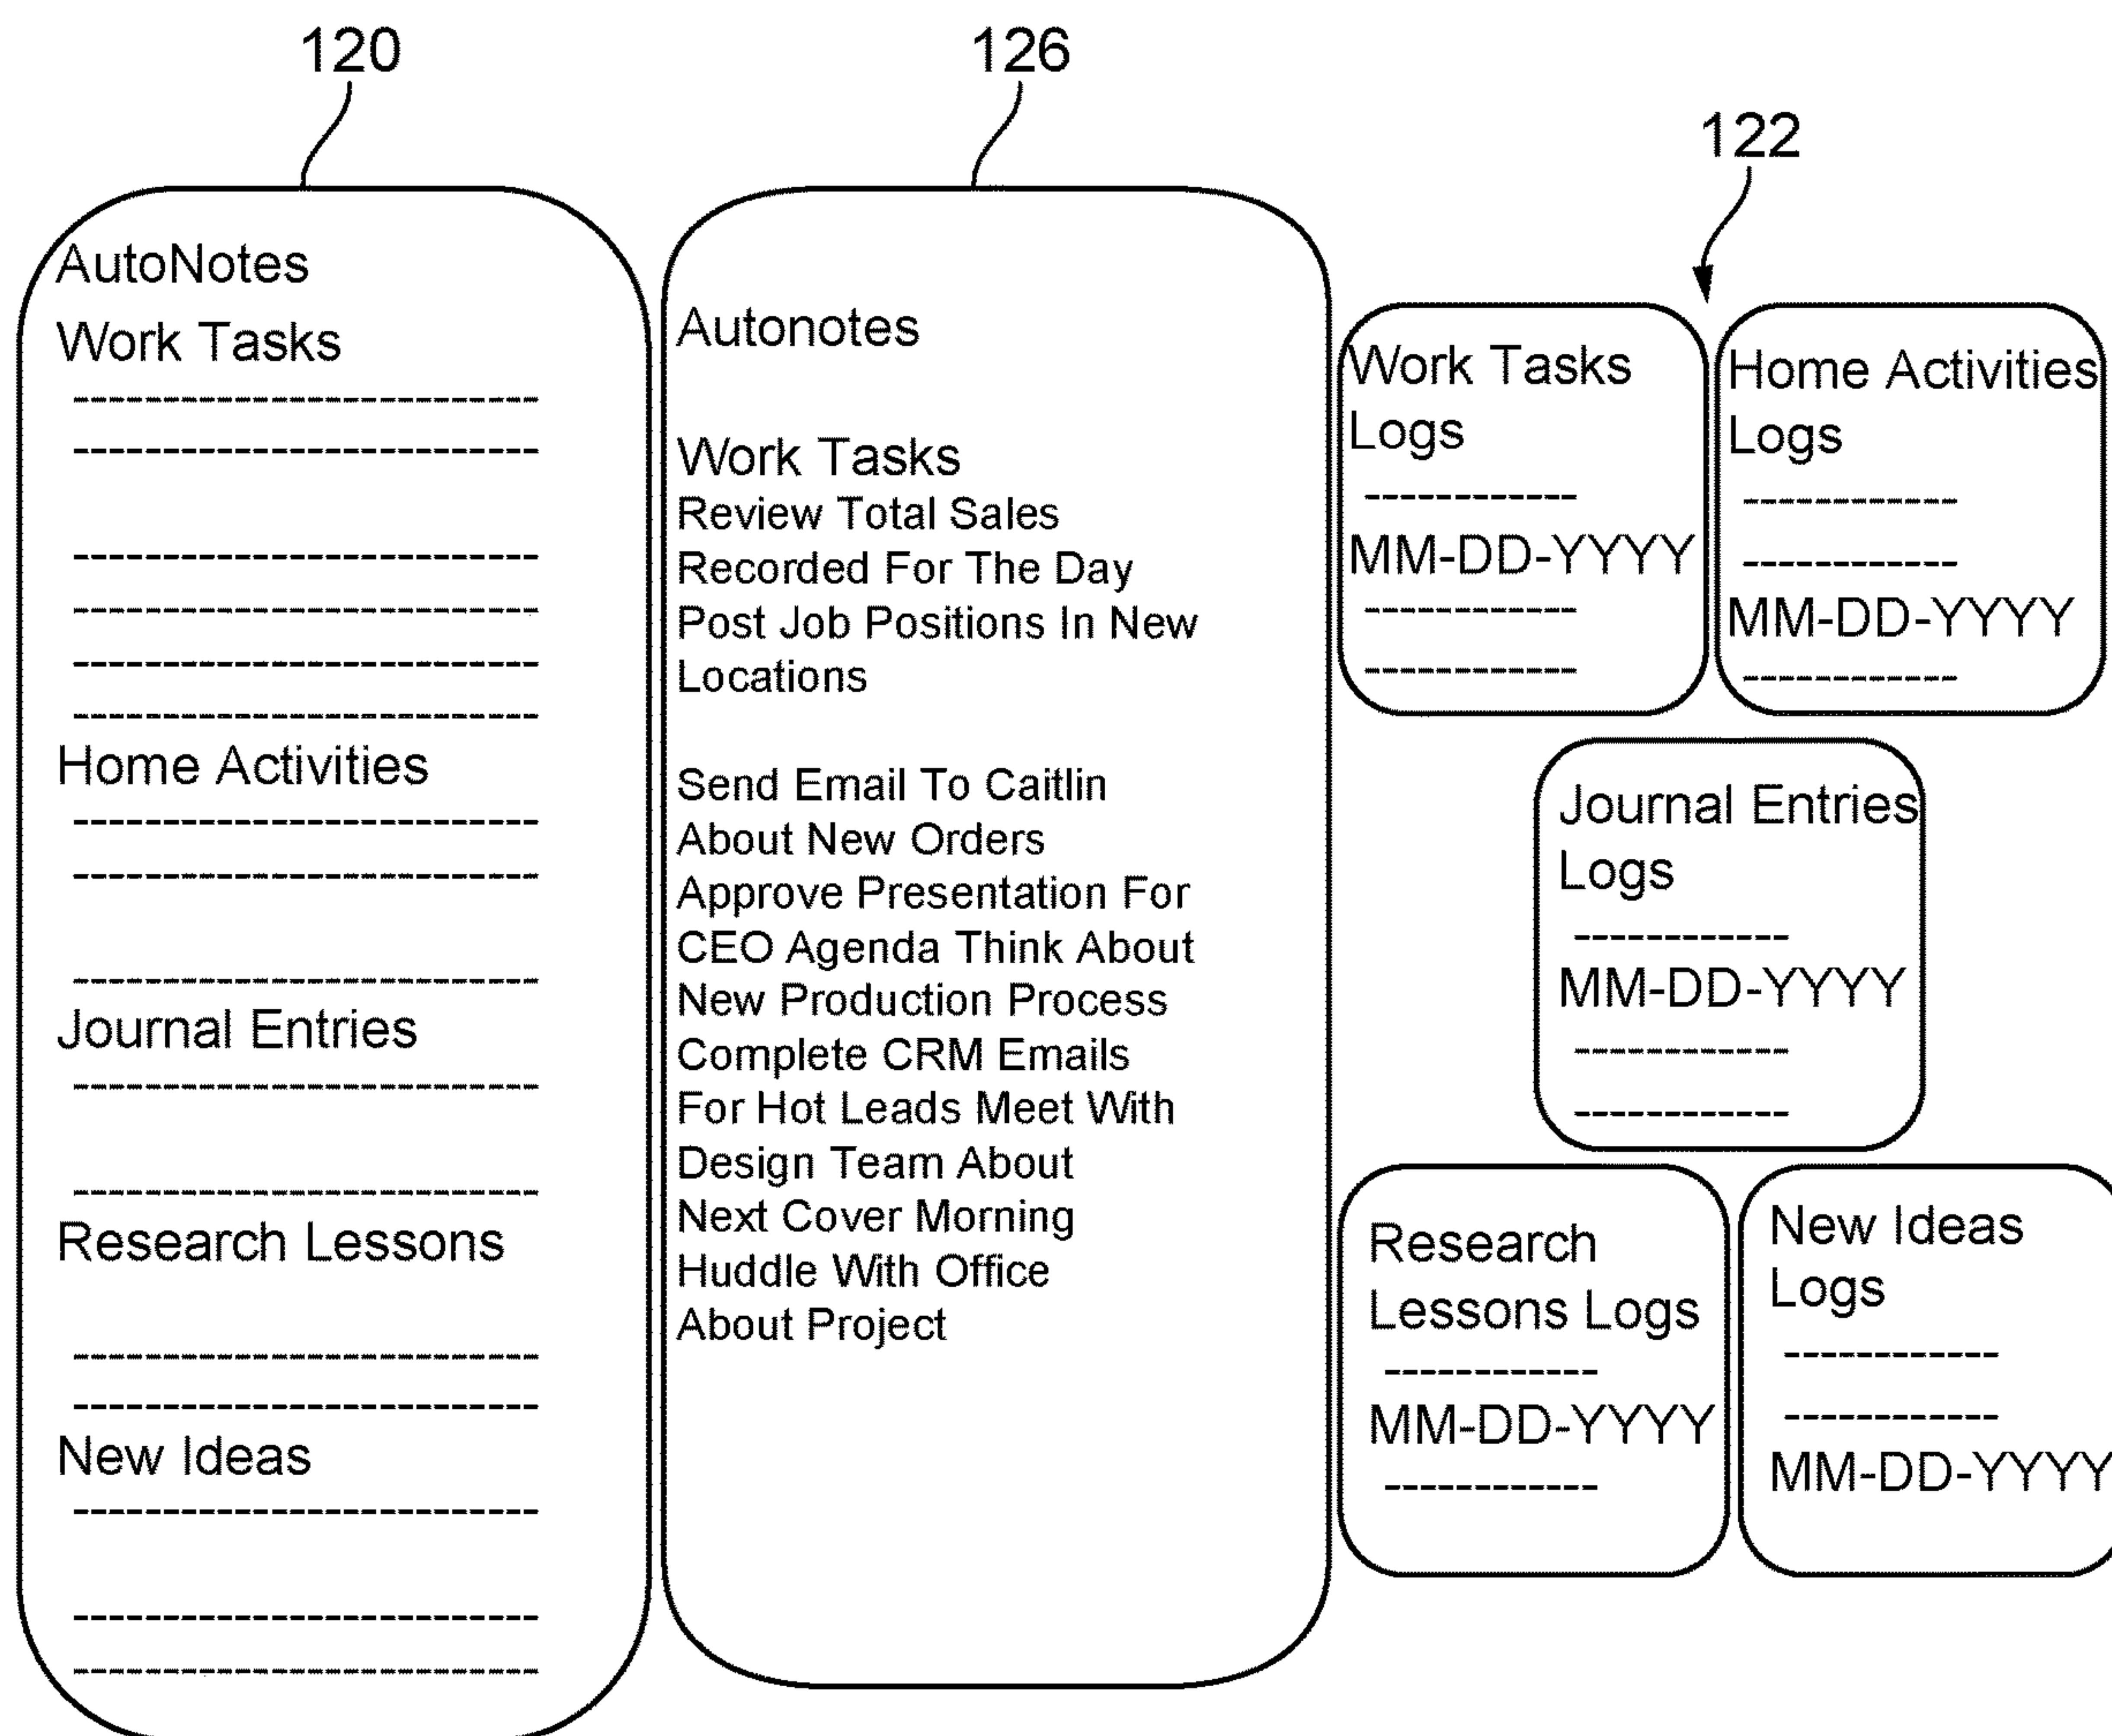 120
126
122
AutoNotes
Work Tasks
--------------------------
--------------------------
--------------------------
--------------------------
--------------------------
--------------------------
Home Activities
--------------------------
--------------------------
--------------------------
Journal Entries
--------------------------
--------------------------
Research Lessons
--------------------------
--------------------------
New Ideas
--------------------------
--------------------------
--------------------------
Autonotes
Work Tasks
Review Total Sales
Recorded For The Day
Post Job Positions In New
Locations
Send Email To Caitlin
About New Orders
Approve Presentation For
CEO Agenda Think About
New Production Process
Complete CRM Emails
For Hot Leads Meet With
Design Team About
Next Cover Morning
Huddle With Office
About Project
Work Tasks
Logs
------------
MM-DD-YYYY
------------
------------
Home Activities
Logs
------------
------------
MM-DD-YYYY
------------
Journal Entries
Logs
------------
MM-DD-YYYY
------------
------------
Research
Lessons Logs
------------
MM-DD-YYYY
------------
New Ideas
Logs
------------
------------
MM-DD-YYYY